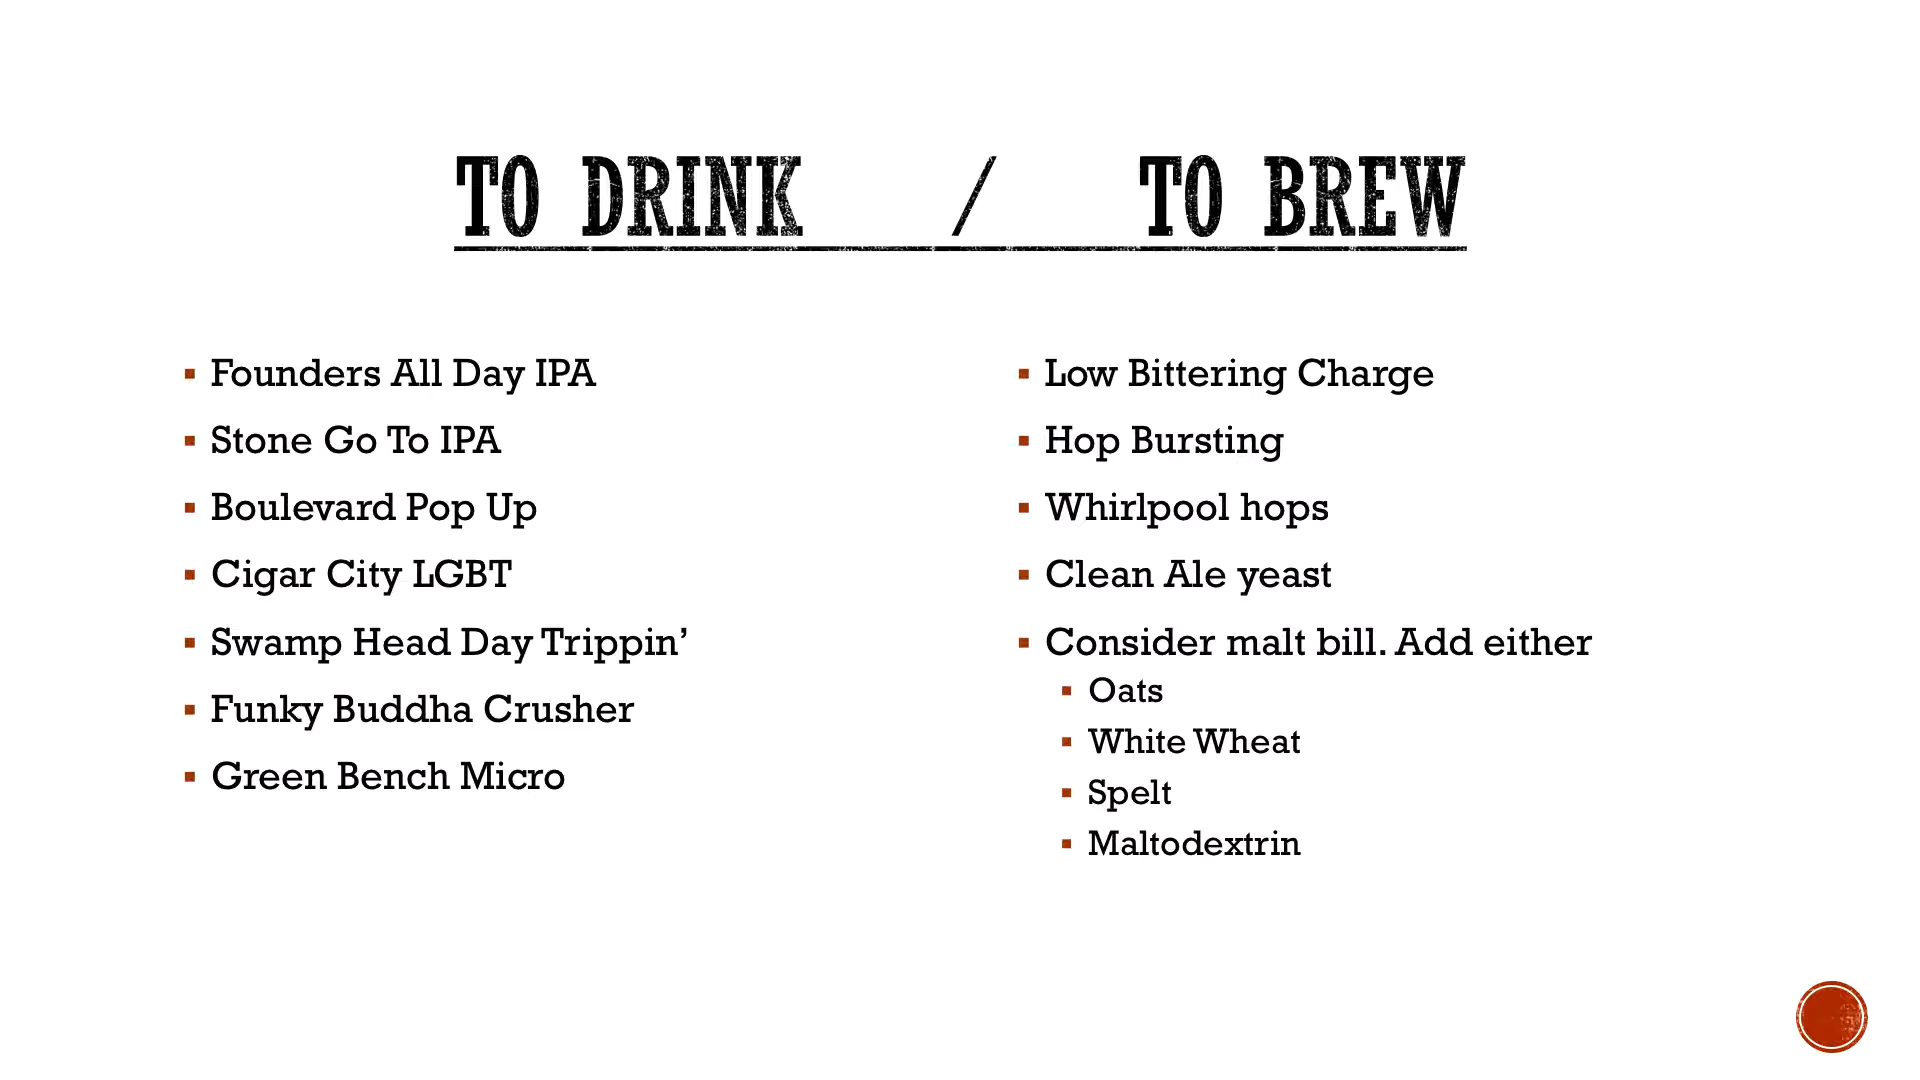 TO DRINK / TO BREW
Founders All Day IPA
Stone Go To IPA
Boulevard Pop Up
Cigar City LGBT
Swamp Head Day Trippin’
Funky Buddha Crusher
Green Bench Micro
Low Bittering Charge
Hop Bursting
Whirlpool hops
Clean Ale yeast
Consider malt bill. Add either
Oats
White Wheat
Spelt
Maltodextrin